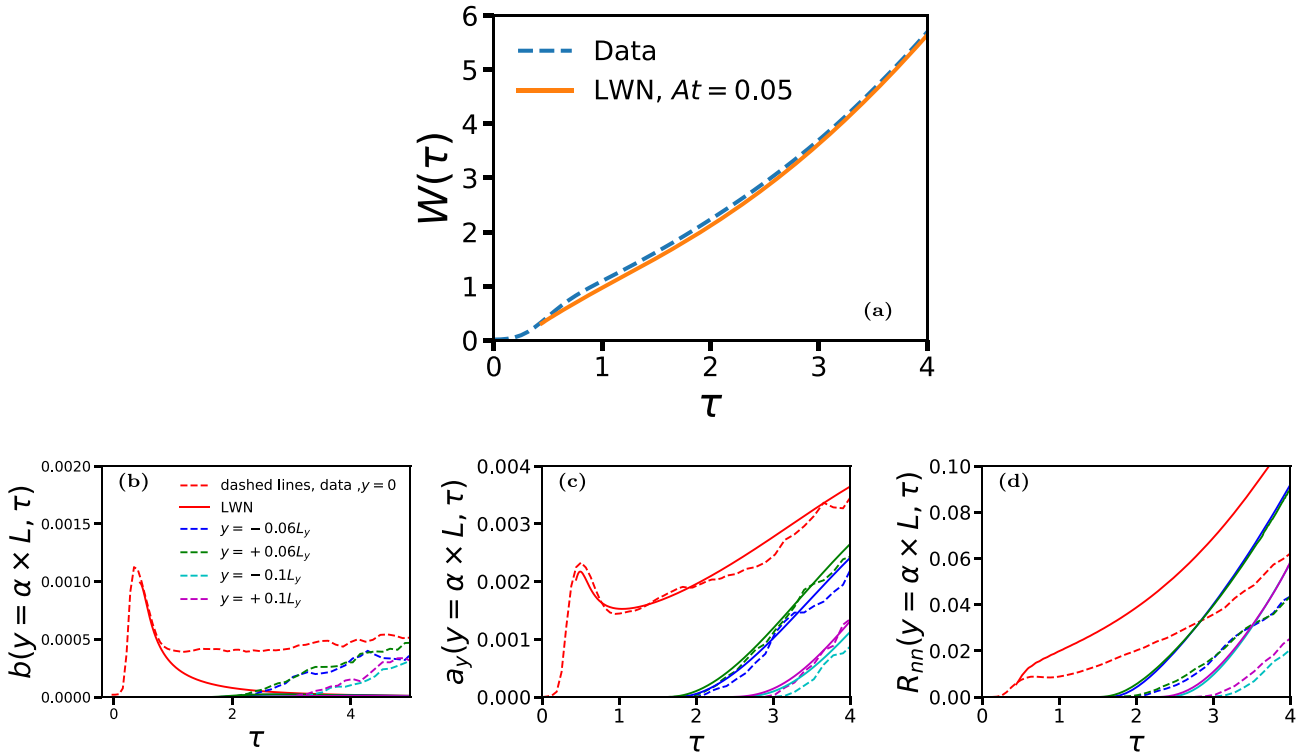 6
5
4
3
2
1
0
W(τ)
Data
LWN, At = 0.05
(a)
0 1 2 3 4
τ
0.0020
0.0015
0.0010
0.0005
0.0000
b(y = α × L, τ)
(b)
dashed lines, data ,y = 0
LWN
y = −0.06L_y
y = +0.06L_y
y = −0.1L_y
y = +0.1L_y
0 2 4
τ
0.004
0.003
0.002
0.001
0.000
a_y(y = α × L, τ)
(c)
0 1 2 3 4
τ
0.10
0.08
0.06
0.04
0.02
0.00
R_nn(y = α × L, τ)
(d)
0 1 2 3 4
τ